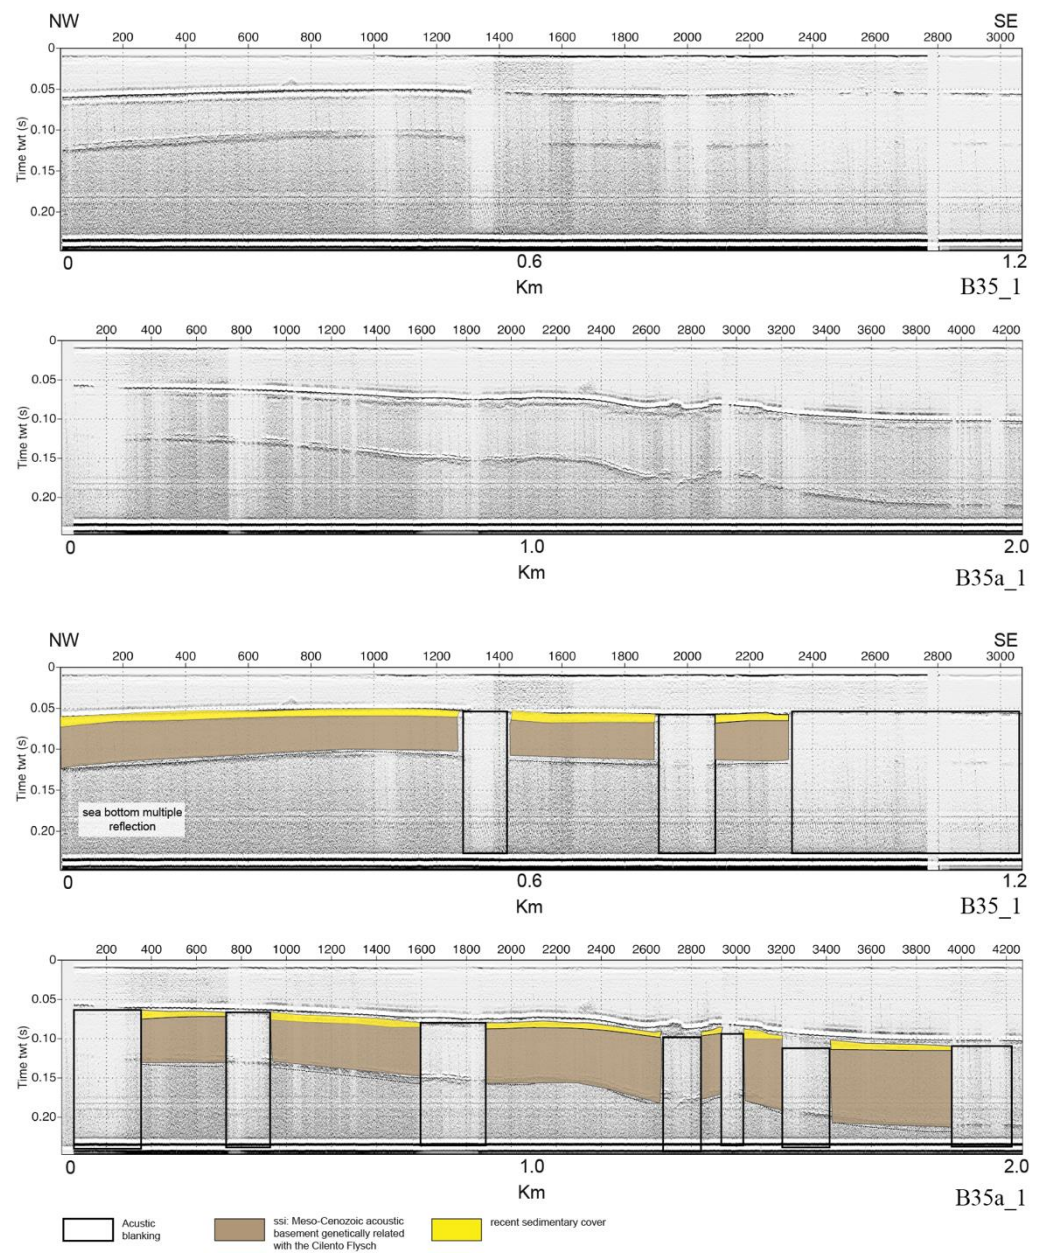 NW SE
200 400 600 800 1000 1200 1400 1600 1800 2000 2200 2400 2600 2800 3000
0
0.05
0.10
0.15
0.20
Time twt (s)
0 0.6 1.2
Km
B35_1
200 400 600 800 1000 1200 1400 1600 1800 2000 2200 2400 2600 2800 3000 3200 3400 3600 3800 4000 4200
0
0.05
0.10
0.15
0.20
Time twt (s)
0 1.0 2.0
Km
B35a_1
NW SE
200 400 600 800 1000 1200 1400 1600 1800 2000 2200 2400 2600 2800 3000
0
0.05
0.10
0.15
0.20
Time twt (s)
sea bottom multiple
reflection
0 0.6 1.2
Km
B35_1
200 400 600 800 1000 1200 1400 1600 1800 2000 2200 2400 2600 2800 3000 3200 3400 3600 3800 4000 4200
0
0.05
0.10
0.15
0.20
Time twt (s)
0 1.0 2.0
Km
B35a_1
Acustic
blanking
ssi: Meso-Cenozoic acoustic
basement genetically related
with the Cilento Flysch
recent sedimentary cover